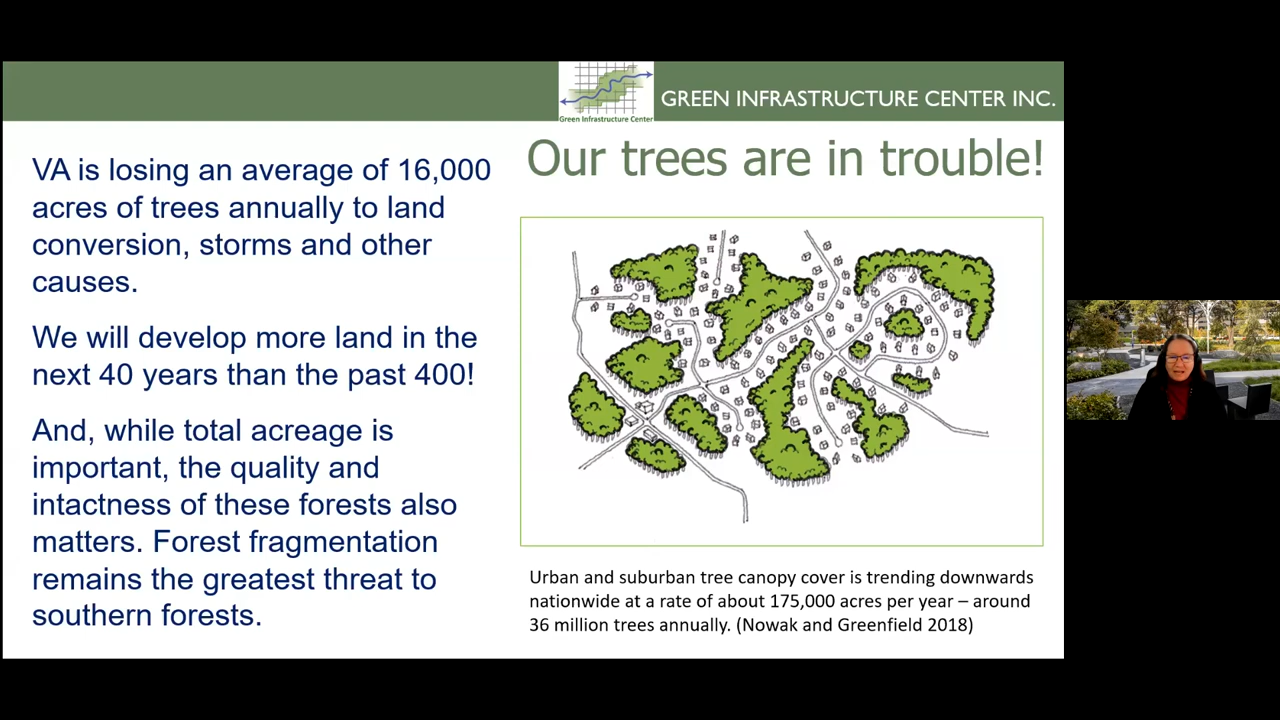 Green Infrastructure Center
GREEN INFRASTRUCTURE CENTER INC.
Our trees are in trouble!
VA is losing an average of 16,000
acres of trees annually to land
conversion, storms and other
causes.
We will develop more land in the
next 40 years than the past 400!
And, while total acreage is
important, the quality and
intactness of these forests also
matters. Forest fragmentation
remains the greatest threat to
southern forests.
Urban and suburban tree canopy cover is trending downwards
nationwide at a rate of about 175,000 acres per year – around
36 million trees annually. (Nowak and Greenfield 2018)